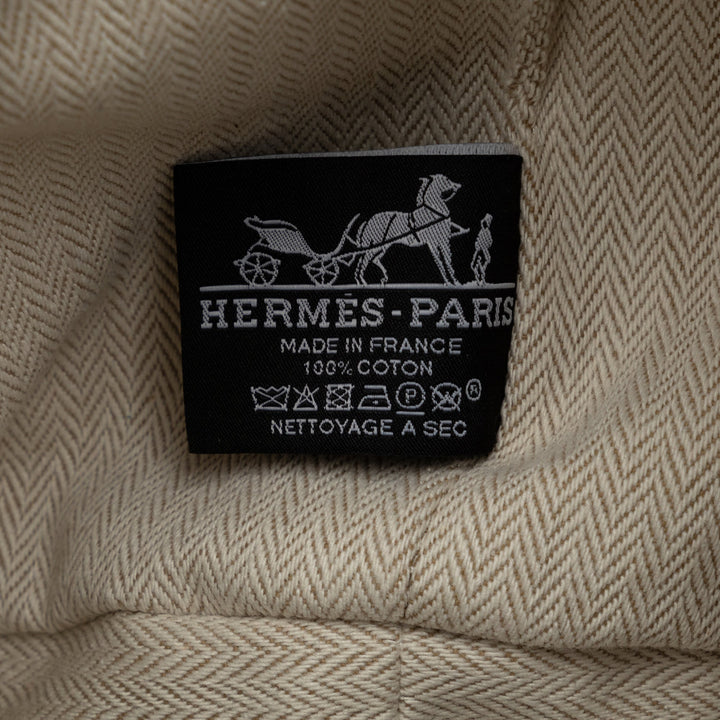 HERMÈS-PARIS
MADE IN FRANCE
100% COTON
P W ®
NETTOYAGE A SEC